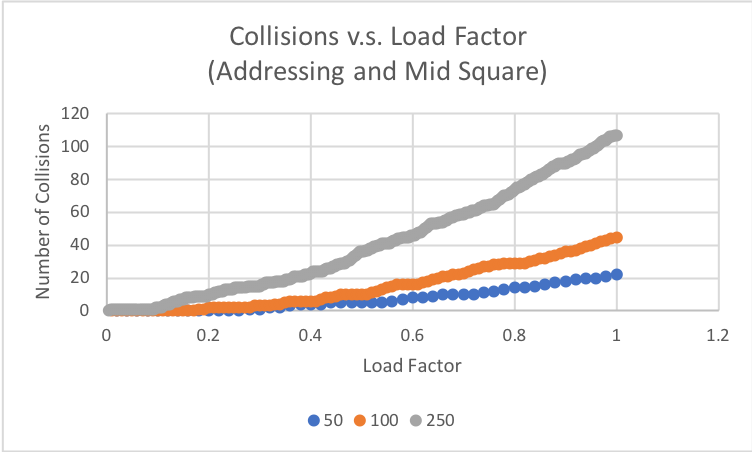 Collisions v.s. Load Factor
(Addressing and Mid Square)
Number of Collisions
120
100
80
60
40
20
0
0 0.2 0.4 0.6 0.8 1 1.2
Load Factor
50 100 250